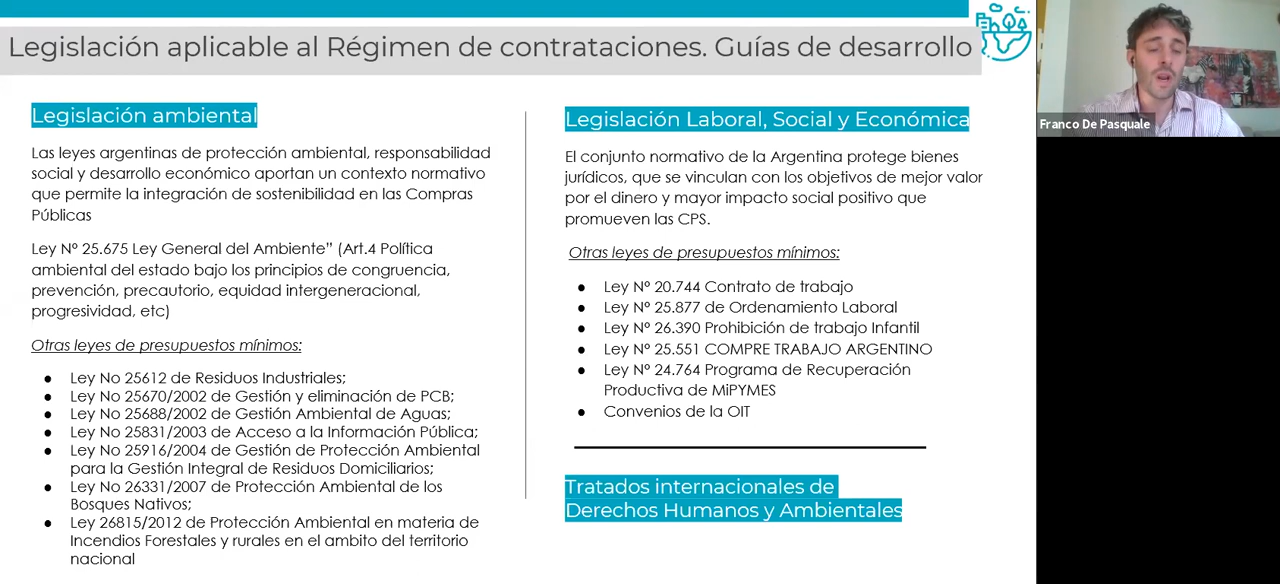 Legislación aplicable al Régimen de contrataciones. Guías de desarrollo
Legislación ambiental
Las leyes argentinas de protección ambiental, responsabilidad
social y desarrollo económico aportan un contexto normativo
que permite la integración de sostenibilidad en las Compras
Públicas
Ley Nº 25.675 Ley General del Ambiente” (Art.4 Política
ambiental del estado bajo los principios de congruencia,
prevención, precautorio, equidad intergeneracional,
progresividad, etc)
Otras leyes de presupuestos mínimos:
● Ley No 25612 de Residuos Industriales;
● Ley No 25670/2002 de Gestión y eliminación de PCB;
● Ley No 25688/2002 de Gestión Ambiental de Aguas;
● Ley No 25831/2003 de Acceso a la Información Pública;
● Ley No 25916/2004 de Gestión de Protección Ambiental
para la Gestión Integral de Residuos Domiciliarios;
● Ley No 26331/2007 de Protección Ambiental de los
Bosques Nativos;
● Ley 26815/2012 de Protección Ambiental en materia de
Incendios Forestales y rurales en el ambito del territorio
nacional
Legislación Laboral, Social y Económica
El conjunto normativo de la Argentina protege bienes
jurídicos, que se vinculan con los objetivos de mejor valor
por el dinero y mayor impacto social positivo que
promueven las CPS.
Otras leyes de presupuestos mínimos:
● Ley Nº 20.744 Contrato de trabajo
● Ley Nº 25.877 de Ordenamiento Laboral
● Ley Nº 26.390 Prohibición de trabajo Infantil
● Ley Nº 25.551 COMPRE TRABAJO ARGENTINO
● Ley Nº 24.764 Programa de Recuperación
Productiva de MiPYMES
● Convenios de la OIT
Tratados internacionales de
Derechos Humanos y Ambientales
Franco De Pasquale